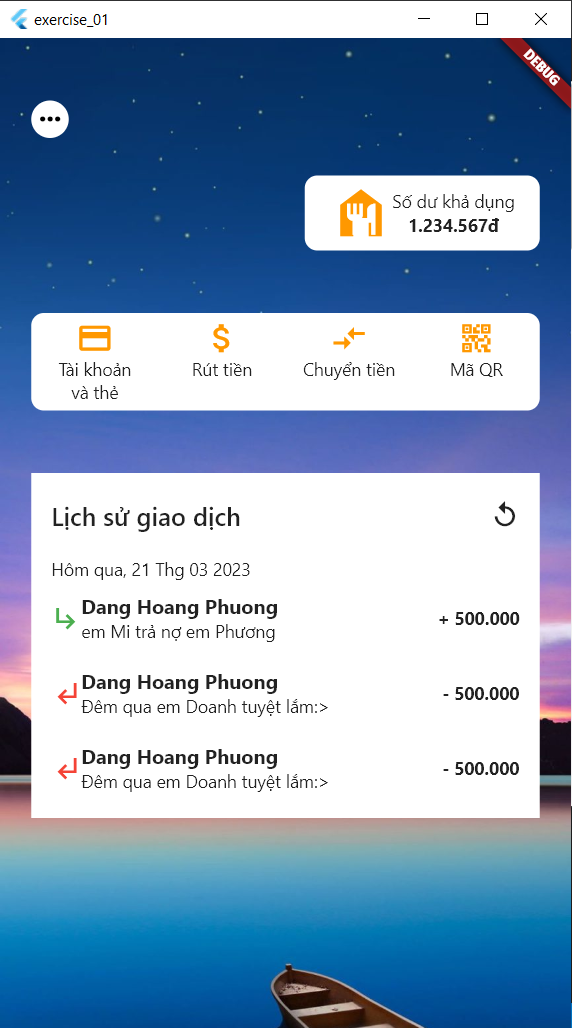 exercise_01
DEBUG
Số dư khả dụng
1.234.567đ
Tài khoản
và thẻ
Rút tiền
Chuyển tiền
Mã QR
Lịch sử giao dịch
Hôm qua, 21 Thg 03 2023
Dang Hoang Phuong
em Mi trả nợ em Phương
+ 500.000
Dang Hoang Phuong
Đêm qua em Doanh tuyệt lắm:>
- 500.000
Dang Hoang Phuong
Đêm qua em Doanh tuyệt lắm:>
- 500.000